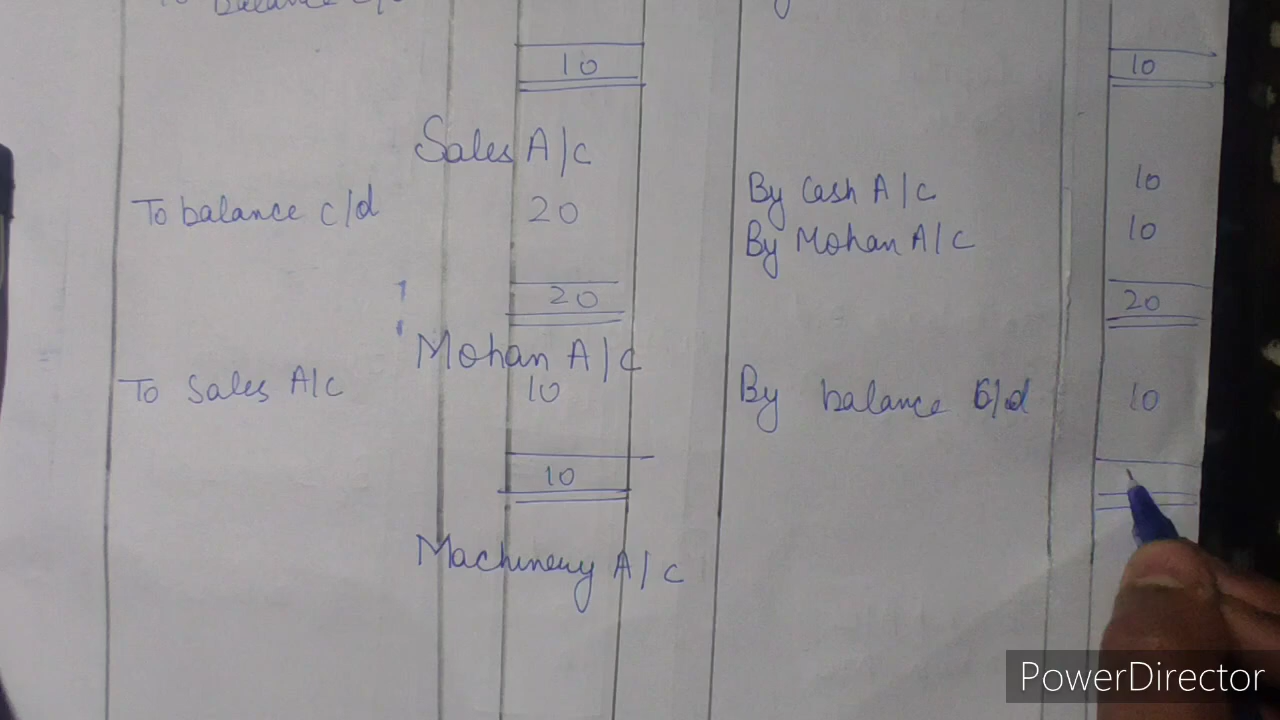 balance c/d
10 10
Sales A/c
To balance c/d 20 By Cash A/c 10
By Mohan A/c 10
20 20
Mohan A/c
To Sales A/c 10 By balance c/d 10
10
Machinery A/c
PowerDirector